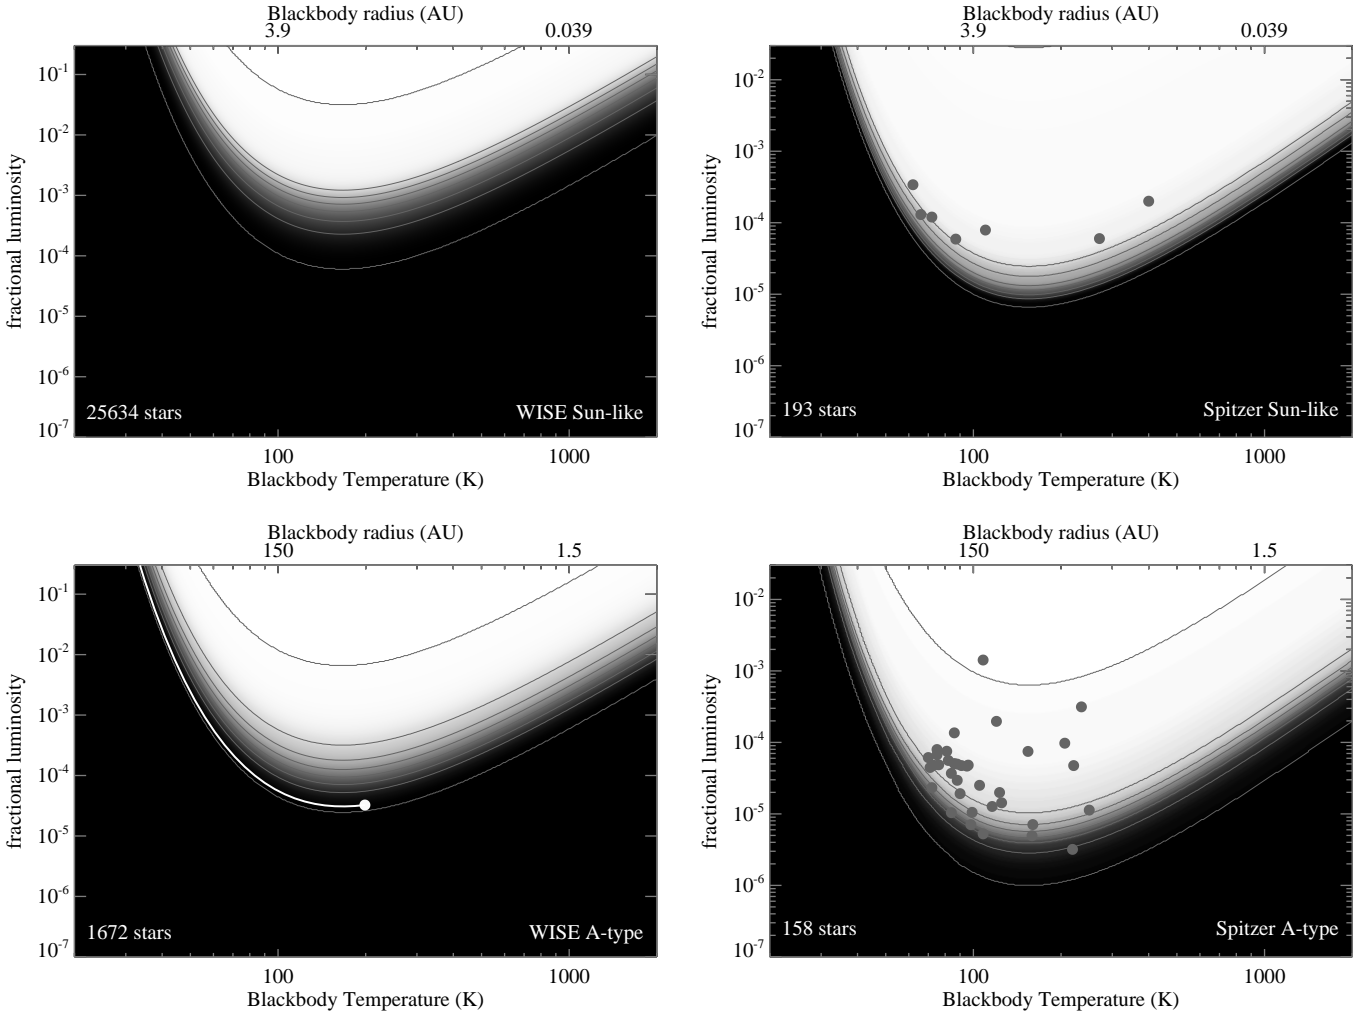 Blackbody radius (AU)
3.9 0.039
fractional luminosity
10^-1
10^-2
10^-3
10^-4
10^-5
10^-6
10^-7
25634 stars WISE Sun-like
100 1000
Blackbody Temperature (K)
Blackbody radius (AU)
3.9 0.039
fractional luminosity
10^-2
10^-3
10^-4
10^-5
10^-6
10^-7
193 stars Spitzer Sun-like
100 1000
Blackbody Temperature (K)
Blackbody radius (AU)
150 1.5
fractional luminosity
10^-1
10^-2
10^-3
10^-4
10^-5
10^-6
10^-7
1672 stars WISE A-type
100 1000
Blackbody Temperature (K)
Blackbody radius (AU)
150 1.5
fractional luminosity
10^-2
10^-3
10^-4
10^-5
10^-6
10^-7
158 stars Spitzer A-type
100 1000
Blackbody Temperature (K)